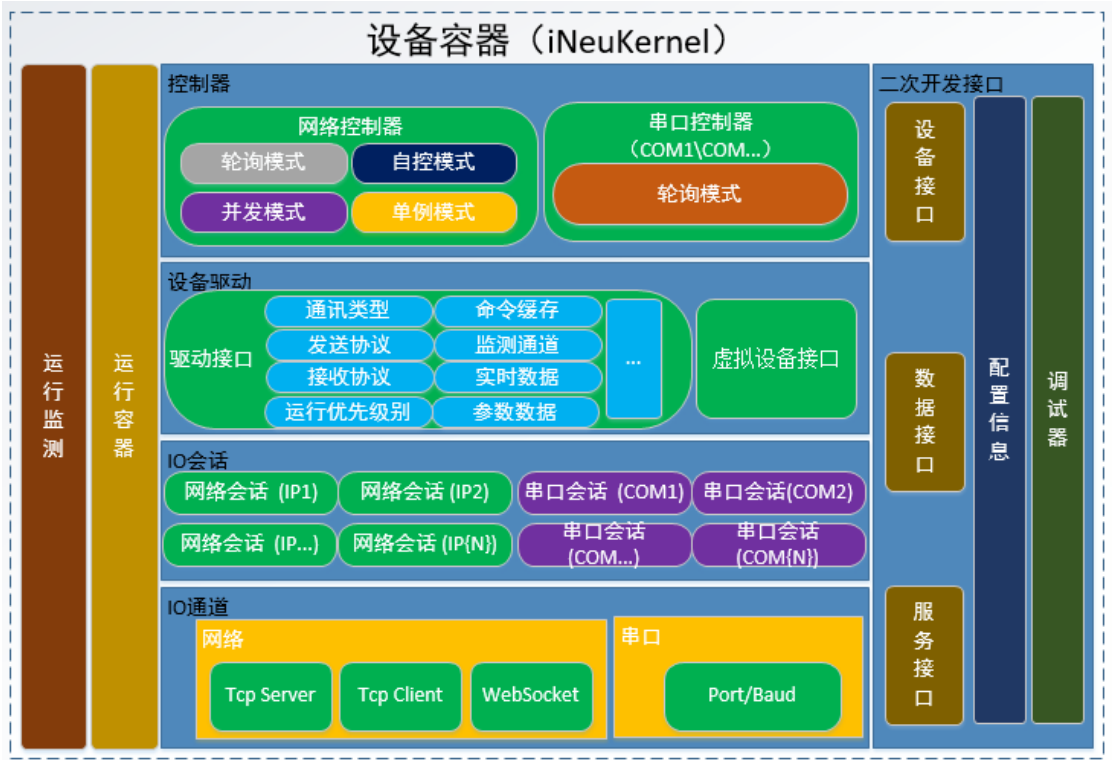 设备容器（iNeuKernel）
运行监测
运行容器
控制器
网络控制器
轮询模式
自控模式
并发模式
单例模式
串口控制器
（COM1\COM...）
轮询模式
设备驱动
驱动接口
通讯类型
命令缓存
发送协议
监测通道
接收协议
实时数据
运行优先级别
参数数据
...
虚拟设备接口
IO会话
网络会话 (IP1)
网络会话 (IP2)
串口会话 (COM1)
串口会话(COM2)
网络会话 (IP...)
网络会话 (IP{N})
串口会话
(COM...)
串口会话
(COM{N})
IO通道
网络
Tcp Server
Tcp Client
WebSocket
串口
Port/Baud
二次开发接口
设备接口
数据接口
服务接口
配置信息
调试器